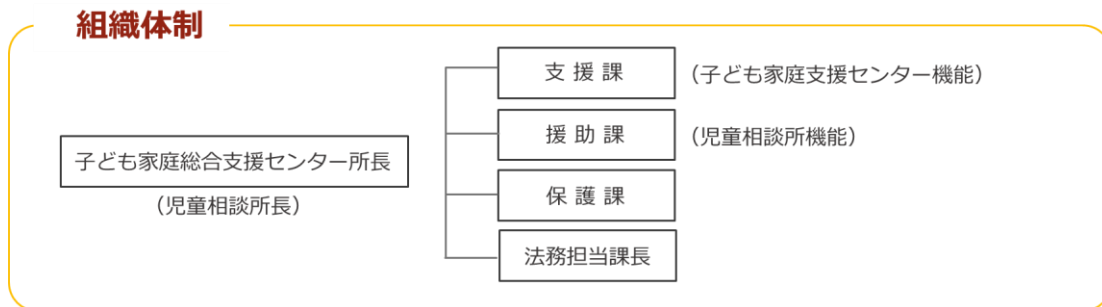 組織体制
支援課
(子ども家庭支援センター機能)
援助課
(児童相談所機能)
子ども家庭総合支援センター所長
(児童相談所長)
保護課
法務担当課長